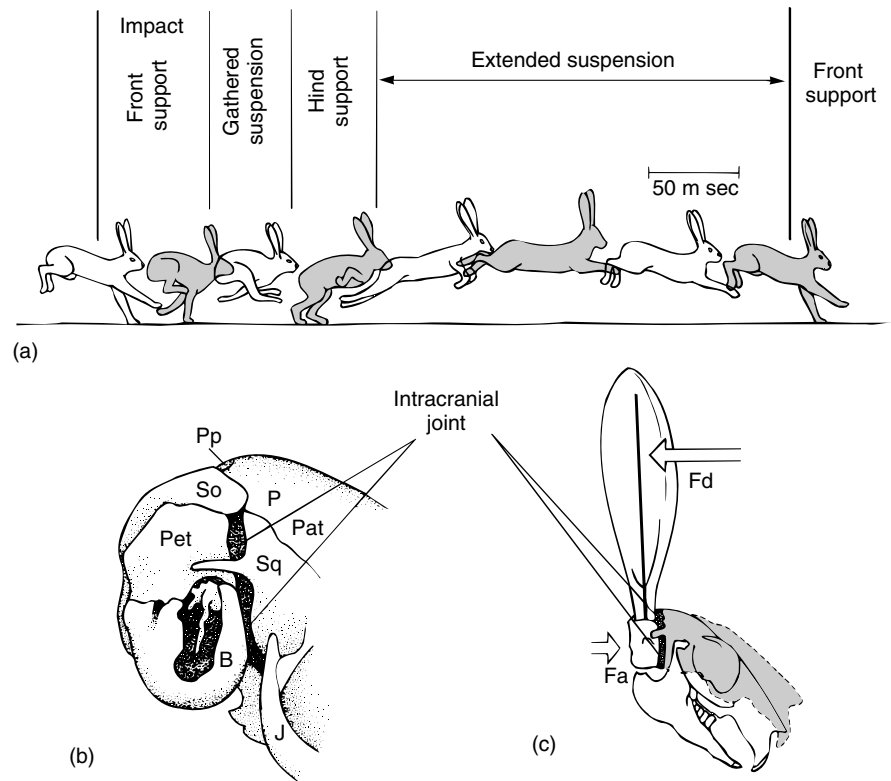 Impact
Front
support
Gathered
suspension
Hind
support
Extended suspension
Front
support
50 m sec
(a)
Intracranial
joint
Pp
So
P
Pat
Pet
Sq
B
J
(b)
Fd
Fa
(c)